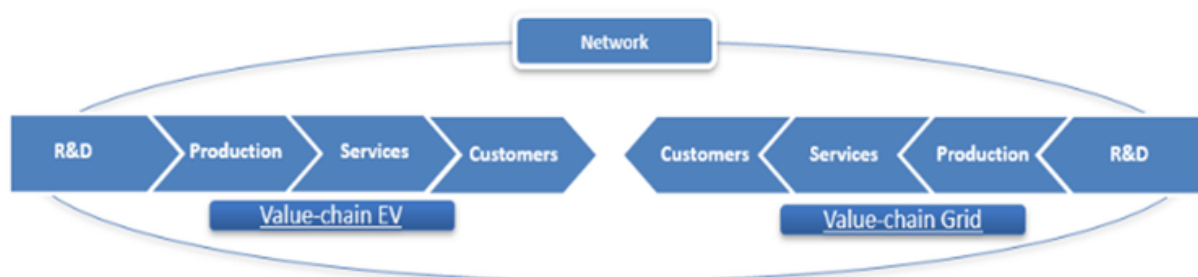 Network
R&D Production Services Customers Customers Services Production R&D
Value-chain EV Value-chain Grid